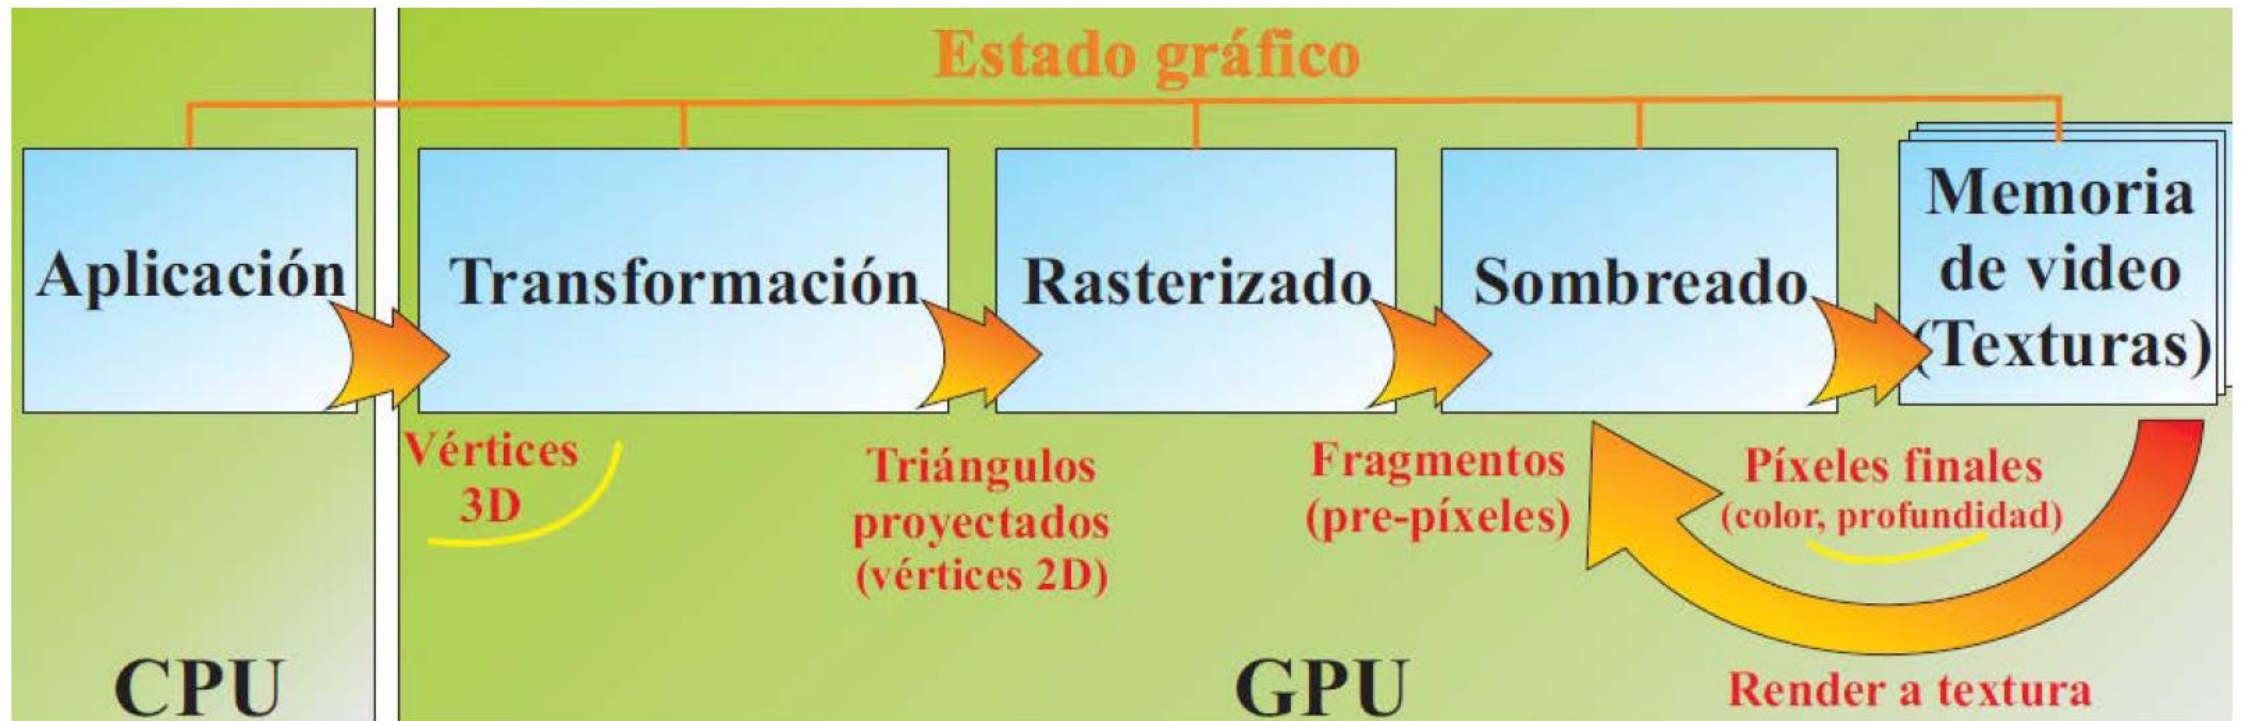 Estado gráfico
Aplicación
Transformación
Rasterizado
Sombreado
Memoria
de video
(Texturas)
Vértices
3D
Triángulos
proyectados
(vértices 2D)
Fragmentos
(pre-píxeles)
Píxeles finales
(color, profundidad)
Render a textura
CPU
GPU